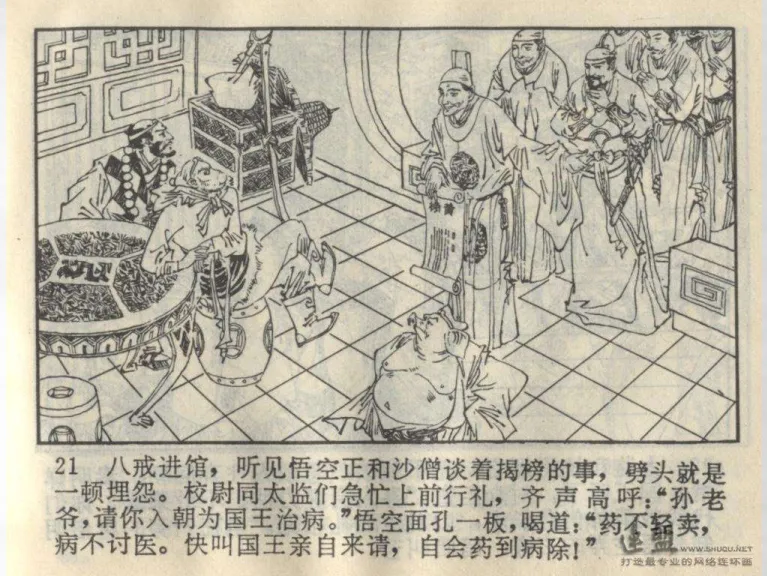 榜黄
21 八戒进馆，听见悟空正和沙僧谈着揭榜的事，劈头就是
一顿埋怨。校尉同太监们急忙上前行礼，齐声高呼：“孙老
爷，请你入朝为国王治病。”悟空面孔一板，喝道：“药不轻卖，
病不讨医。快叫国王亲自来请，自会药到病除！”
连盟 WWW.SHUQU.NET
打造最专业的网络连环画